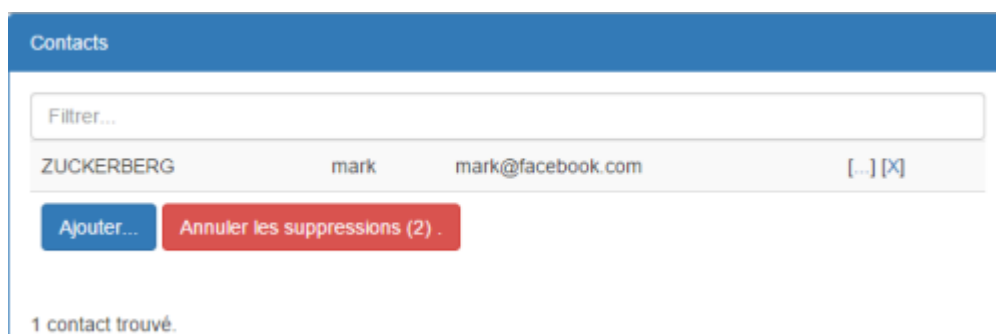 Contacts
Filtrer...
ZUCKERBERG mark mark@facebook.com [...] [X]
Ajouter... Annuler les suppressions (2) .
1 contact trouvé.